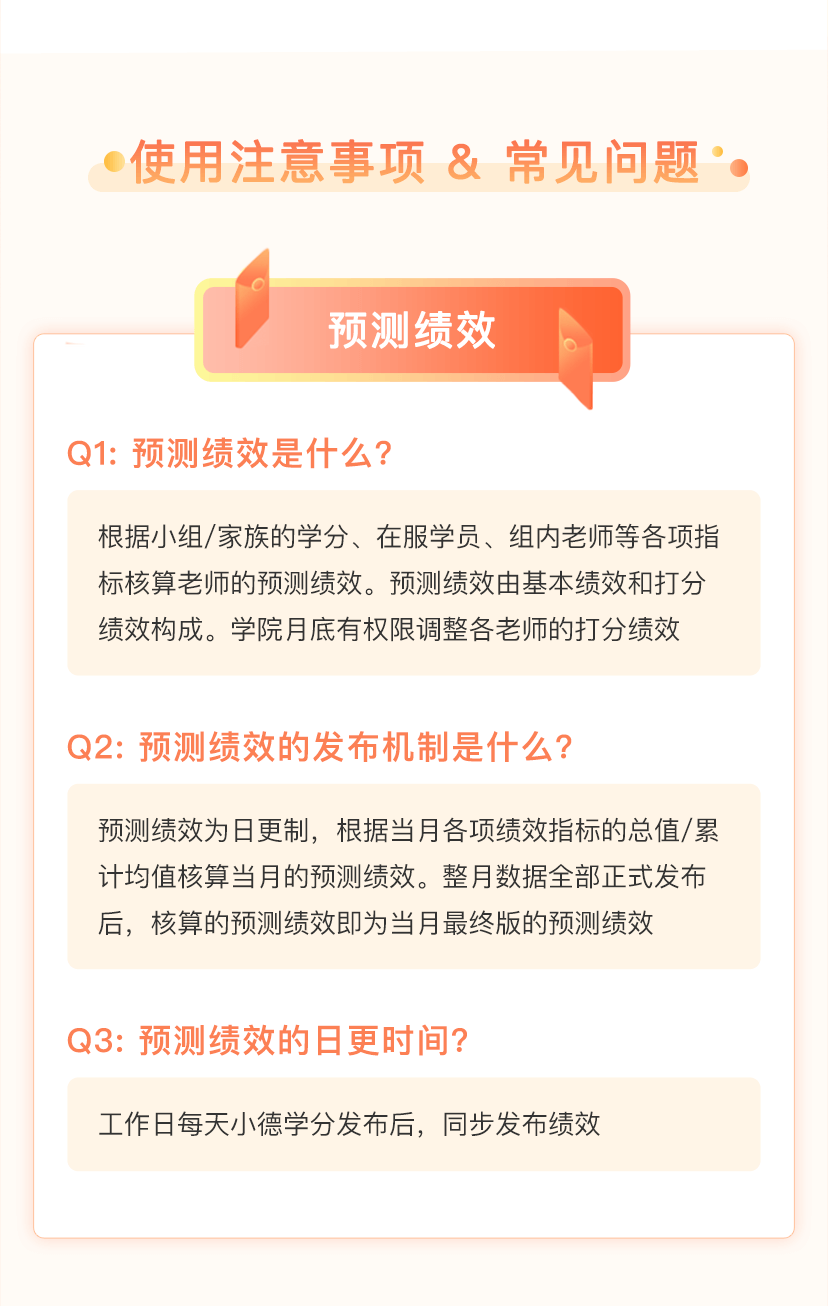 使用注意事项 & 常见问题
预测绩效
Q1: 预测绩效是什么?
根据小组/家族的学分、在服学员、组内老师等各项指
标核算老师的预测绩效。预测绩效由基本绩效和打分
绩效构成。学院月底有权限调整各老师的打分绩效
Q2: 预测绩效的发布机制是什么?
预测绩效为日更制，根据当月各项绩效指标的总值/累
计均值核算当月的预测绩效。整月数据全部正式发布
后，核算的预测绩效即为当月最终版的预测绩效
Q3: 预测绩效的日更时间?
工作日每天小德学分发布后，同步发布绩效